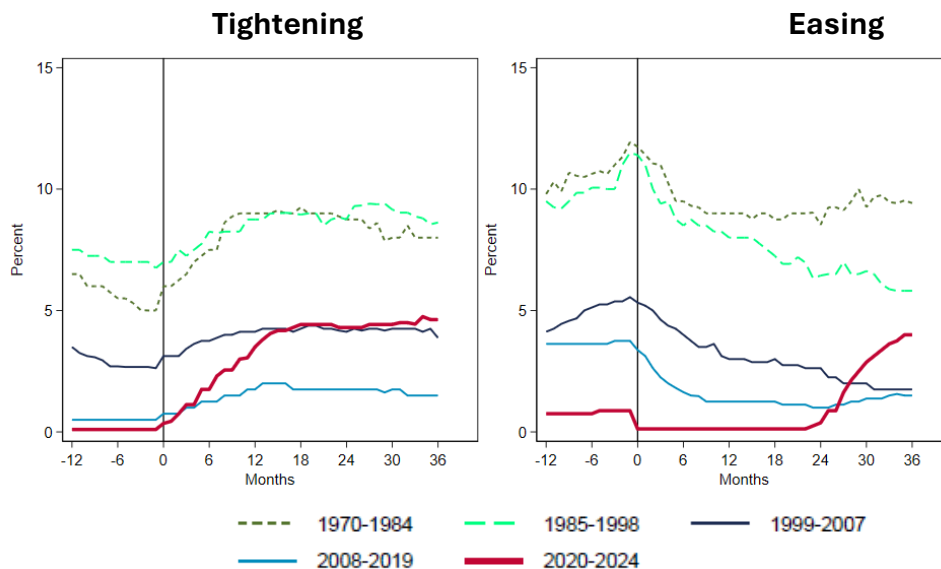 Tightening
Easing
15
10
5
0
Percent
-12 -6 0 6 12 18 24 30 36
Months
15
10
5
0
Percent
-12 -6 0 6 12 18 24 30 36
Months
1970-1984 1985-1998 1999-2007
2008-2019 2020-2024